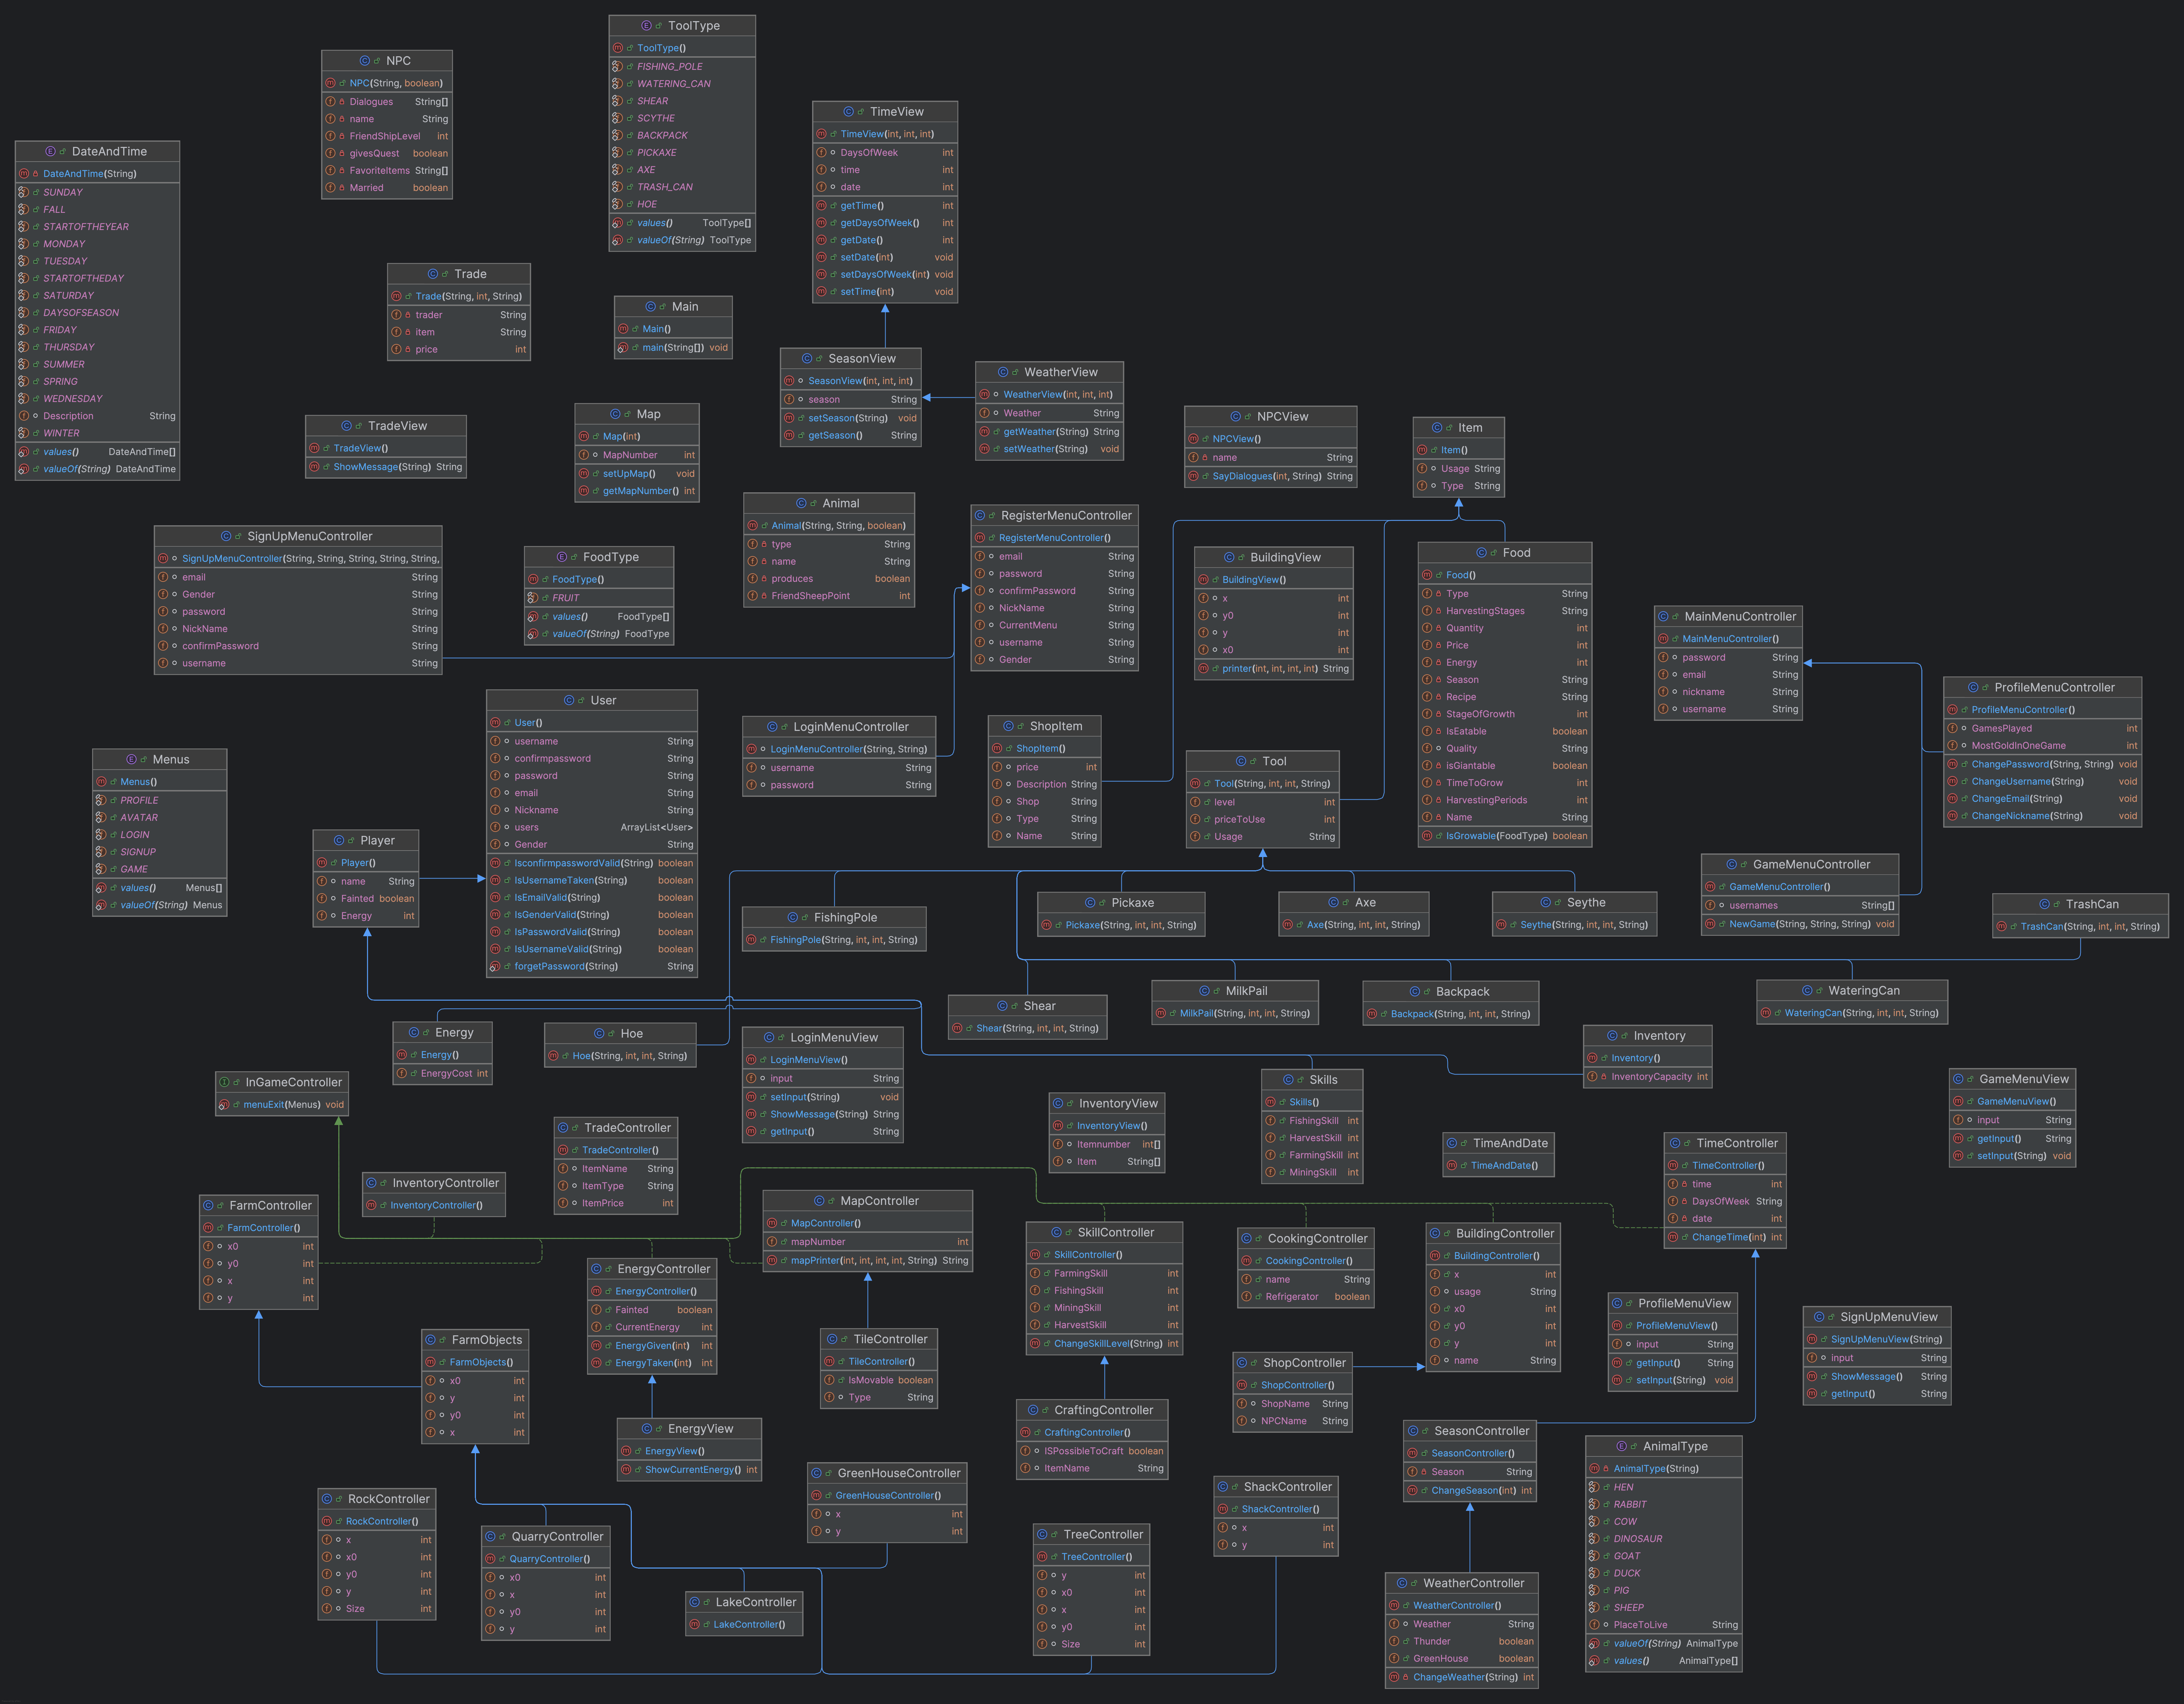 ToolType
ToolType()
FISHING_POLE
WATERING_CAN
SHEAR
SCYTHE
BACKPACK
PICKAXE
AXE
TRASH_CAN
HOE
values() ToolType[]
valueOf(String) ToolType
NPC
NPC(String, boolean)
Dialogues String[]
name String
FriendShipLevel int
givesQuest boolean
FavoriteItems String[]
Married boolean
TimeView
TimeView(int, int, int)
DaysOfWeek int
time int
date int
getTime() int
getDaysOfWeek() int
getDate() int
setDate(int) void
setDaysOfWeek(int) void
setTime(int) void
DateAndTime
DateAndTime(String)
SUNDAY
FALL
STARTOFTHEYEAR
MONDAY
TUESDAY
STARTOFTHEDAY
SATURDAY
DAYSOFSEASON
FRIDAY
THURSDAY
SUMMER
SPRING
WEDNESDAY
Description String
WINTER
values() DateAndTime[]
valueOf(String) DateAndTime
Trade
Trade(String, int, String)
trader String
item String
price int
Main
Main()
main(String[]) void
SeasonView
SeasonView(int, int, int)
season String
setSeason(String) void
getSeason() String
WeatherView
WeatherView(int, int, int)
Weather String
getWeather(String) String
setWeather(String) void
TradeView
TradeView()
ShowMessage(String) String
Map
Map(int)
MapNumber int
setUpMap() void
getMapNumber() int
NPCView
NPCView()
name String
SayDialogues(int, String) String
Item
Item()
Usage String
Type String
Animal
Animal(String, String, boolean)
type String
name String
produces boolean
FriendSheepPoint int
RegisterMenuController
RegisterMenuController()
email String
password String
confirmPassword String
NickName String
CurrentMenu String
username String
Gender String
SignUpMenuController
SignUpMenuController(String, String, String, String, String,
email String
Gender String
password String
NickName String
confirmPassword String
username String
FoodType
FoodType()
FRUIT
values() FoodType[]
valueOf(String) FoodType
BuildingView
BuildingView()
x int
y0 int
y int
x0 int
printer(int, int, int, int) String
Food
Food()
Type String
HarvestingStages String
Quantity int
Price int
Energy int
Season String
Recipe String
StageOfGrowth int
IsEatable boolean
Quality String
isGiantable boolean
TimeToGrow int
HarvestingPeriods int
Name String
IsGrowable(FoodType) boolean
MainMenuController
MainMenuController()
password String
email String
nickname String
username String
ProfileMenuController
ProfileMenuController()
GamesPlayed int
MostGoldInOneGame int
ChangePassword(String, String) void
ChangeUsername(String) void
ChangeEmail(String) void
ChangeNickname(String) void
User
User()
username String
confirmpassword String
password String
email String
Nickname String
users ArrayList<User>
Gender String
IsconfirmpasswordValid(String) boolean
IsUsernameTaken(String) boolean
IsEmailValid(String) boolean
IsGenderValid(String) boolean
IsPasswordValid(String) boolean
IsUsernameValid(String) boolean
forgetPassword(String) String
LoginMenuController
LoginMenuController(String, String)
username String
password String
ShopItem
ShopItem()
price int
Description String
Shop String
Type String
Name String
Tool
Tool(String, int, int, String)
level int
priceToUse int
Usage String
Menus
Menus()
PROFILE
AVATAR
LOGIN
SIGNUP
GAME
values() Menus[]
valueOf(String) Menus
Player
Player()
name String
Fainted boolean
Energy int
GameMenuController
GameMenuController()
usernames String[]
NewGame(String, String, String) void
FishingPole
FishingPole(String, int, int, String)
Pickaxe
Pickaxe(String, int, int, String)
Axe
Axe(String, int, int, String)
Seythe
Seythe(String, int, int, String)
TrashCan
TrashCan(String, int, int, String)
Shear
Shear(String, int, int, String)
MilkPail
MilkPail(String, int, int, String)
Backpack
Backpack(String, int, int, String)
WateringCan
WateringCan(String, int, int, String)
Energy
Energy()
EnergyCost int
Hoe
Hoe(String, int, int, String)
LoginMenuView
LoginMenuView()
input String
setInput(String) void
ShowMessage(String) String
getInput() String
Inventory
Inventory()
InventoryCapacity int
InGameController
menuExit(Menus) void
Skills
Skills()
FishingSkill int
HarvestSkill int
FarmingSkill int
MiningSkill int
GameMenuView
GameMenuView()
input String
getInput() String
setInput(String) void
InventoryView
InventoryView()
Itemnumber int[]
Item String[]
TradeController
TradeController()
ItemName String
ItemType String
ItemPrice int
TimeAndDate
TimeAndDate()
TimeController
TimeController()
time int
DaysOfWeek String
date int
ChangeTime(int) int
InventoryController
InventoryController()
FarmController
FarmController()
x0 int
y0 int
x int
y int
MapController
MapController()
mapNumber int
mapPrinter(int, int, int, int, String) String
SkillController
SkillController()
FarmingSkill int
FishingSkill int
MiningSkill int
HarvestSkill int
ChangeSkillLevel(String) int
CookingController
CookingController()
name String
Refrigerator boolean
BuildingController
BuildingController()
x int
usage String
x0 int
y0 int
y int
name String
EnergyController
EnergyController()
Fainted boolean
CurrentEnergy int
EnergyGiven(int) int
EnergyTaken(int) int
ProfileMenuView
ProfileMenuView()
input String
getInput() String
setInput(String) void
SignUpMenuView
SignUpMenuView(String)
input String
ShowMessage() String
getInput() String
FarmObjects
FarmObjects()
x0 int
y int
y0 int
x int
TileController
TileController()
IsMovable boolean
Type String
ShopController
ShopController()
ShopName String
NPCName String
CraftingController
CraftingController()
ISPossibleToCraft boolean
ItemName String
EnergyView
EnergyView()
ShowCurrentEnergy() int
SeasonController
SeasonController()
Season String
ChangeSeason(int) int
AnimalType
AnimalType(String)
HEN
RABBIT
COW
DINOSAUR
GOAT
DUCK
PIG
SHEEP
PlaceToLive String
valueOf(String) AnimalType
values() AnimalType[]
GreenHouseController
GreenHouseController()
x int
y int
ShackController
ShackController()
x int
y int
RockController
RockController()
x int
x0 int
y0 int
y int
Size int
QuarryController
QuarryController()
x0 int
x int
y0 int
y int
TreeController
TreeController()
y int
x0 int
x int
y0 int
Size int
LakeController
LakeController()
WeatherController
WeatherController()
Weather String
Thunder boolean
GreenHouse boolean
ChangeWeather(String) int